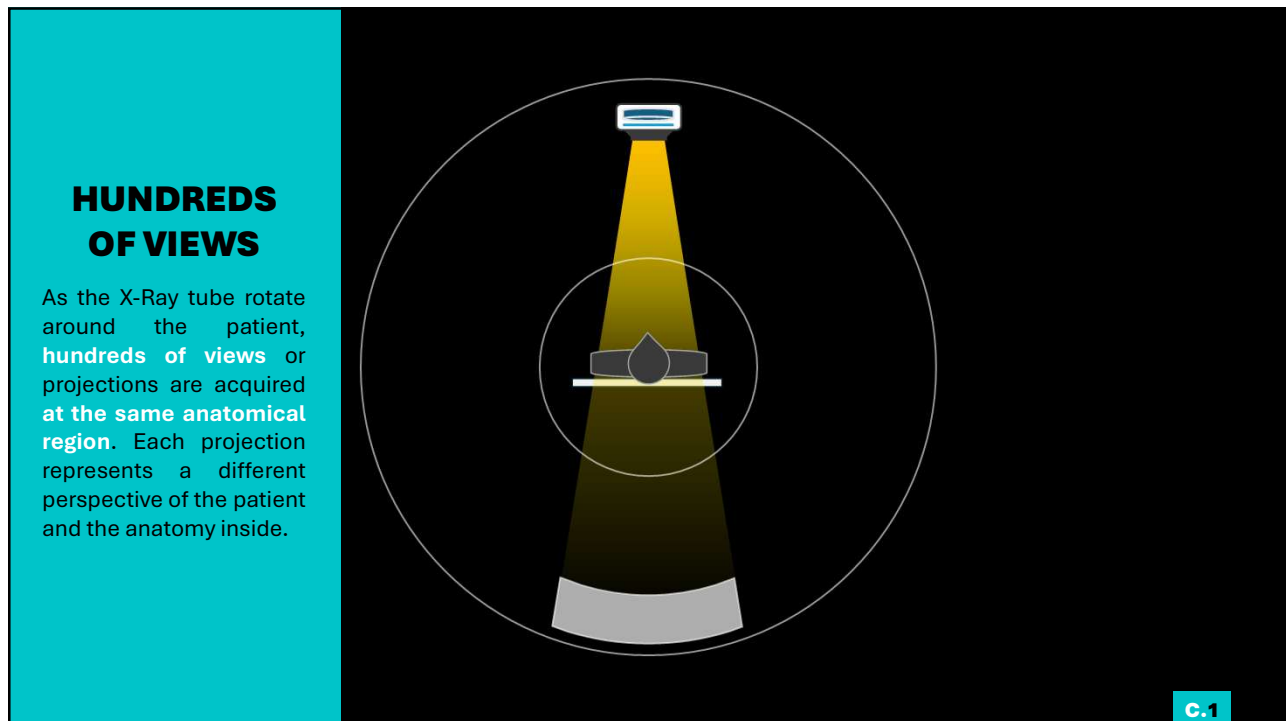 HUNDREDS
OF VIEWS
As the X-Ray tube rotate
around the patient,
hundreds of views or
projections are acquired
at the same anatomical
region. Each projection
represents a different
perspective of the patient
and the anatomy inside.
C.1